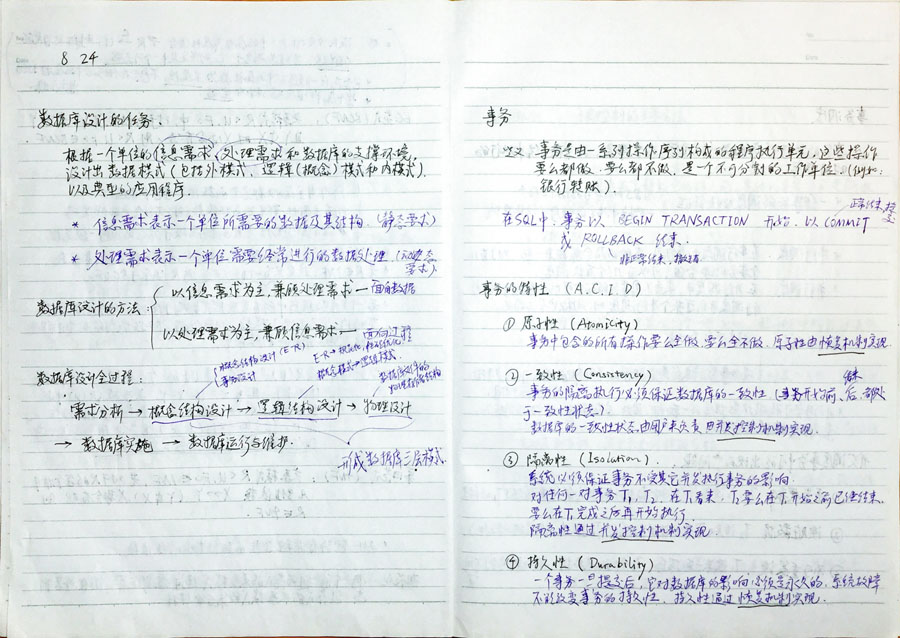 8 24
数据库设计的任务
根据一个单位的信息需求、处理需求和数据库的支撑环境,
设计出数据模式(包括外模式、逻辑(概念)模式和内模式)
以及典型的应用程序.
* 信息需求表示一个单位所需要的数据及其结构.(静态要求)
* 处理需求表示一个单位需要经常进行的数据处理(动态
要求)
数据库设计的方法
以信息需求为主,兼顾处理需求—面向数据
以处理需求为主,兼顾信息需求—面向过程
概念结构设计(E-R)
事务设计
概念模式→逻辑模式
物理存储结构
数据库设计全过程:
需求分析→概念结构设计→逻辑结构设计→物理设计
→数据库实施→数据库运行与维护.
形成数据库三层模式
事务
定义 事务是由一系列操作序列构成的程序执行单元,这些操作
要么都做,要么都不做,是一个不可分割的工作单位.(例如:
银行转账).
正常结束,提交
在SQL中,事务以 BEGIN TRANSACTION 开始,以 COMMIT
或 ROLLBACK 结束.
非正常结束,撤消
事务的特性(A.C.I.D)
① 原子性(Atomicity)
事务中包含的所有操作要么全做,要么全不做.原子性由恢复机制实现.
② 一致性(Consistency)
事务的隔离执行必须保证数据库的一致性(事务开始前、结束后,都处
于一致性状态).
数据库的一致性状态由用户来负责 由并发控制机制实现.
③ 隔离性(Isolation).
系统必须保证事务不受其它并发执行事务的影响
对任何一对事务T1, T2, 在T1看来, T2要么在T1开始之前已经结束,
要么在T1完成之后再开始执行.
隔离性通过并发控制机制实现
④ 持久性(Durability)
一个事务一旦提交后,它对数据库的影响必须是永久的,系统故障
不能改变事务的持久性.持久性通过恢复机制实现.